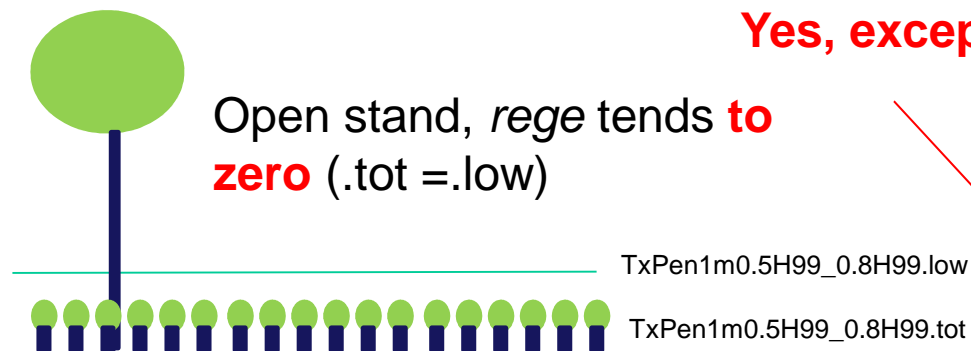 Yes, excep
Open stand, rege tends to
zero (.tot =.low)
TxPen1m0.5H99_0.8H99.low
TxPen1m0.5H99_0.8H99.tot